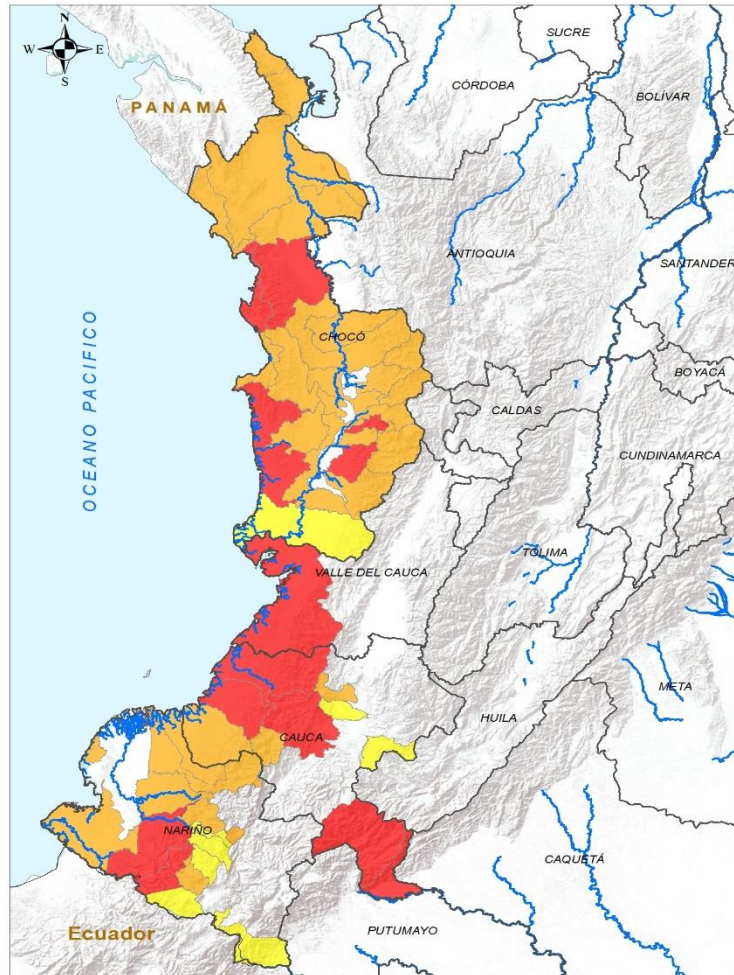 N
W E
S
SUCRE
CÓRDOBA
BOLÍVAR
PANAMÁ
ANTIOQUIA
SANTANDER
OCEANO PACIFICO
CHOCÓ
BOYACÁ
CALDAS
CUNDINAMARCA
TOLIMA
VALLE DEL CAUCA
META
HUILA
CAUCA
NARIÑO
CAQUETÁ
Ecuador
PUTUMAYO